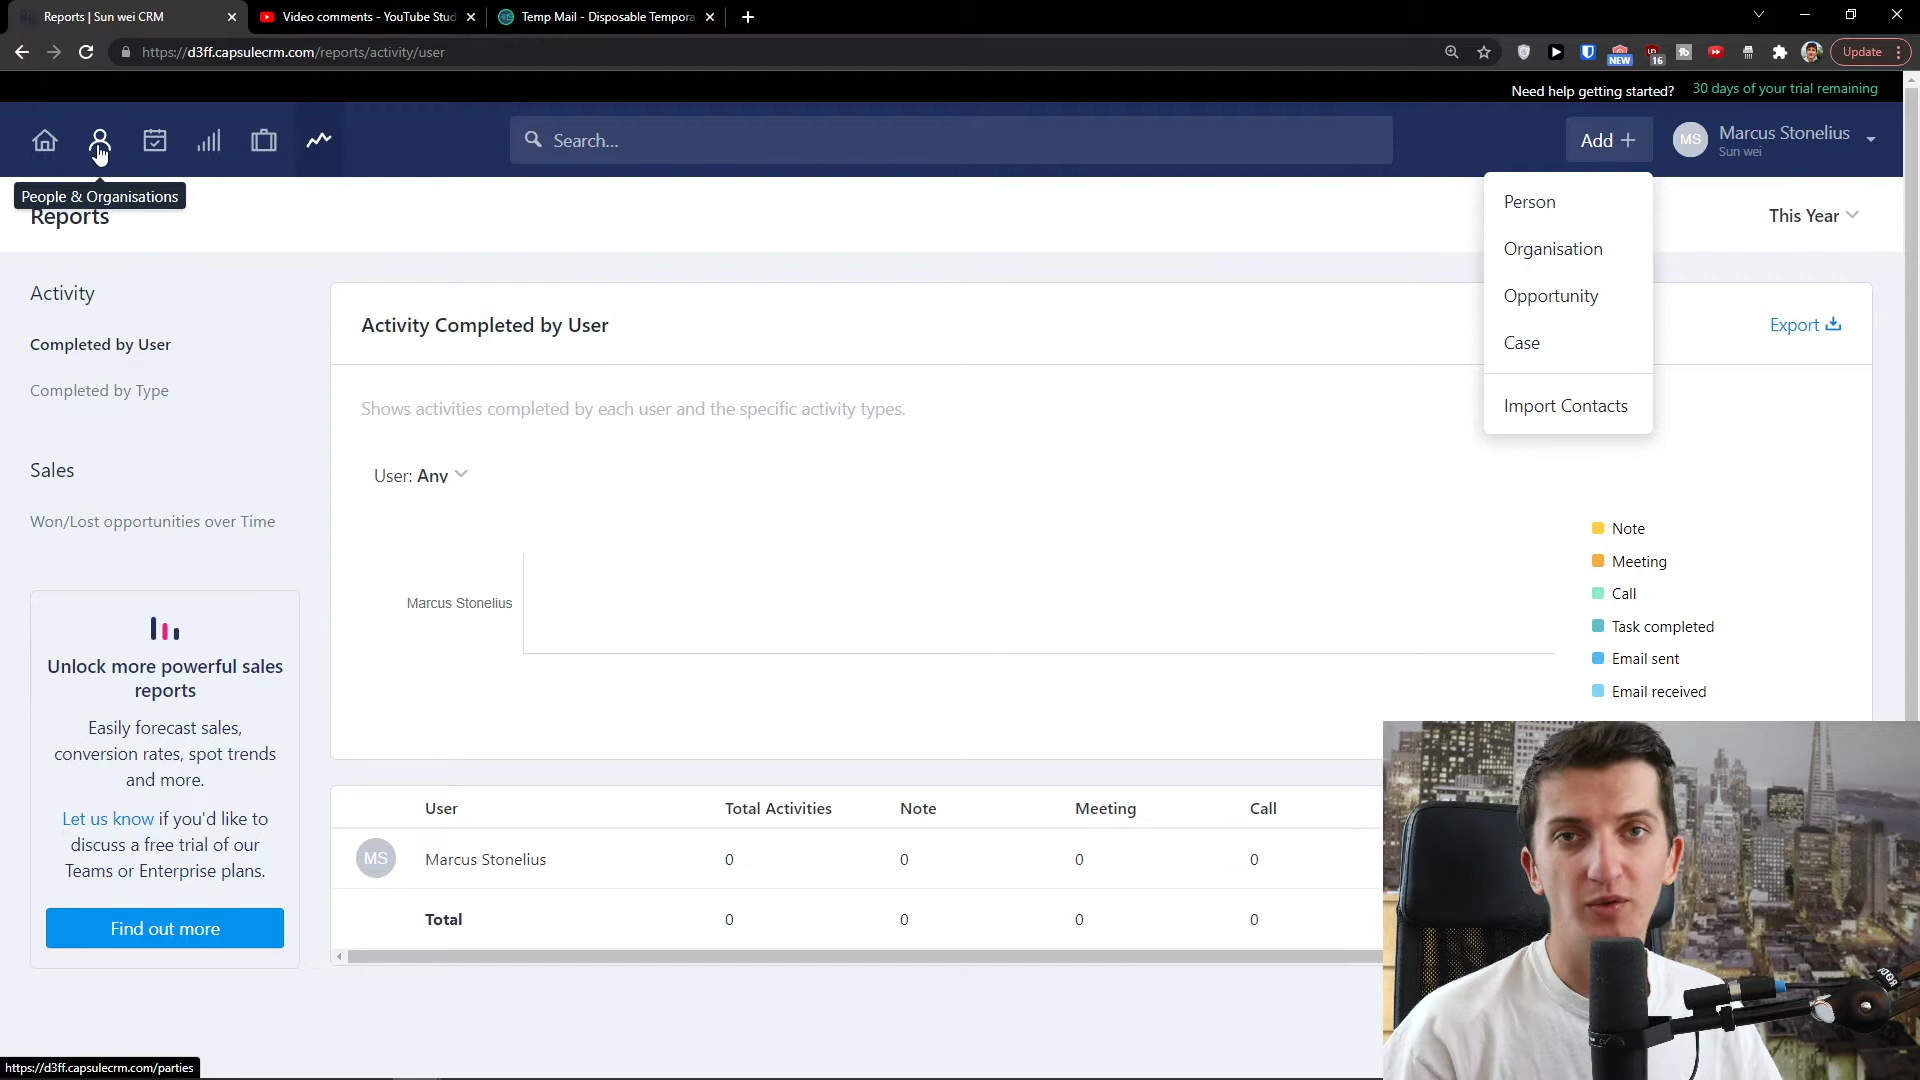 Reports | Sun wei CRM
Video comments - YouTube Stud
Temp Mail - Disposable Tempora
https://d3ff.capsulecrm.com/reports/activity/user
NEW
16
Update
Need help getting started?
30 days of your trial remaining
Search...
Add +
MS
Marcus Stonelius
Sun wei
People & Organisations
Reports
This Year
Person
Organisation
Opportunity
Case
Import Contacts
Activity
Completed by User
Completed by Type
Sales
Won/Lost opportunities over Time
Unlock more powerful sales
reports
Easily forecast sales,
conversion rates, spot trends
and more.
Let us know if you'd like to
discuss a free trial of our
Teams or Enterprise plans.
Find out more
Activity Completed by User
Export
Shows activities completed by each user and the specific activity types.
User: Any
Marcus Stonelius
Note
Meeting
Call
Task completed
Email sent
Email received
User Total Activities Note Meeting Call
MS Marcus Stonelius 0 0 0 0
Total 0 0 0 0
https://d3ff.capsulecrm.com/parties